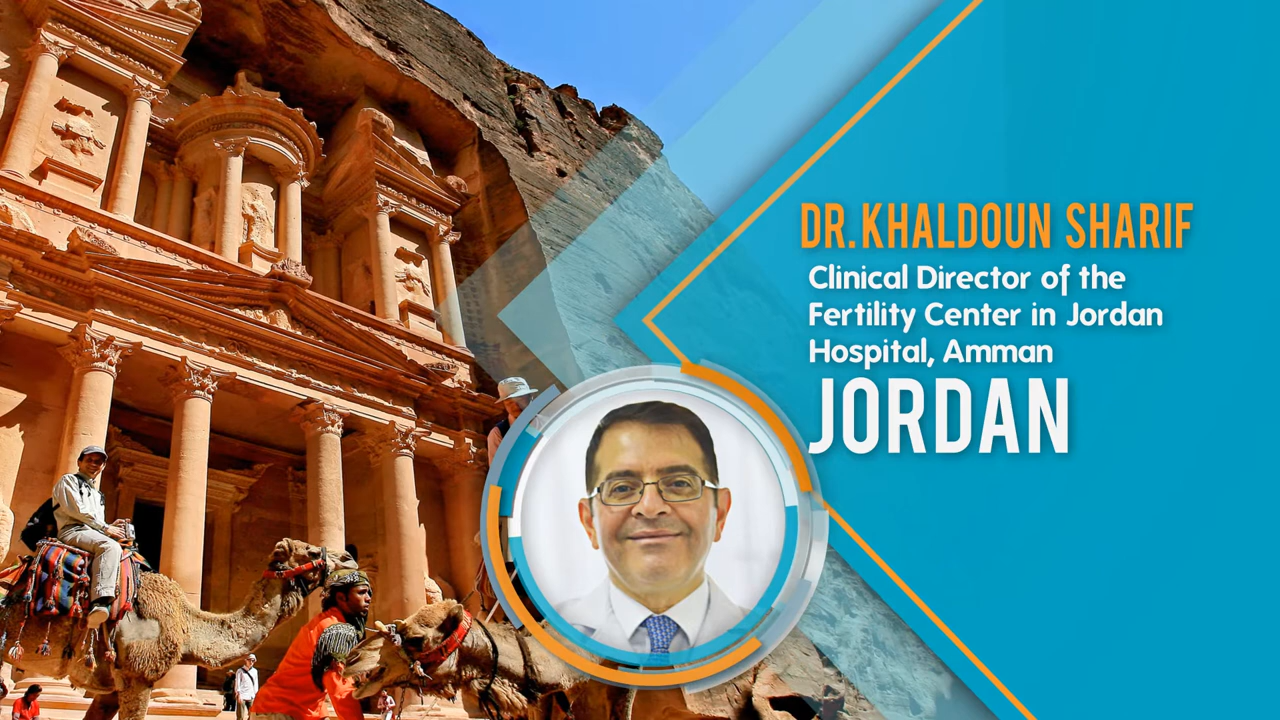 DR. KHALDOUN SHARIF
Clinical Director of the
Fertility Center in Jordan
Hospital, Amman
JORDAN